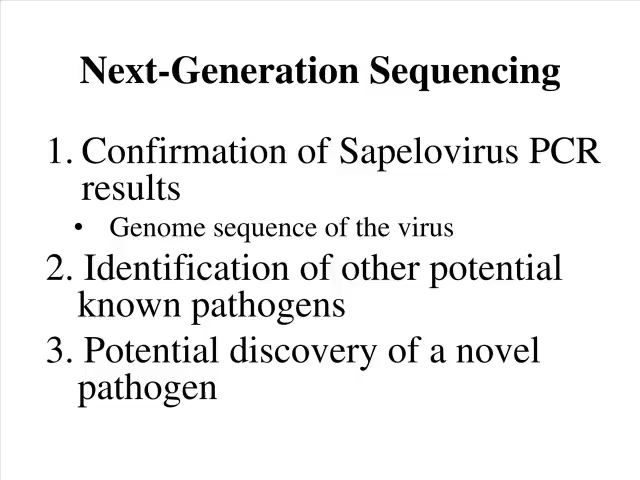 Next-Generation Sequencing
1. Confirmation of Sapelovirus PCR
results
• Genome sequence of the virus
2. Identification of other potential
known pathogens
3. Potential discovery of a novel
pathogen